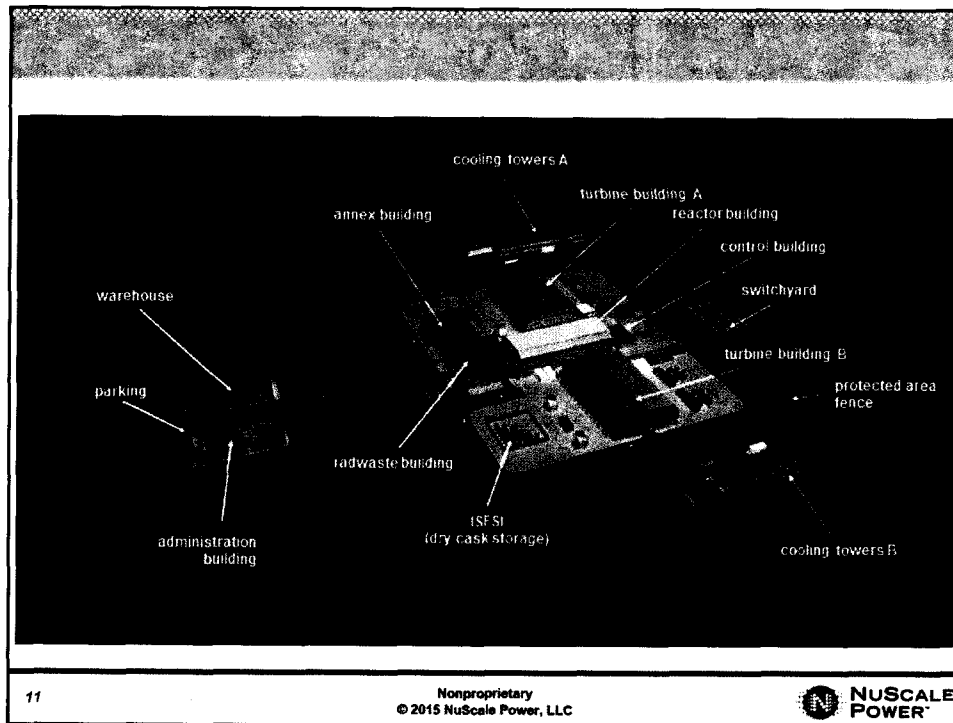 cooling towers A
turbine building A
annex building
reactor building
control building
warehouse
switchyard
turbine building B
parking
protected area
fence
radwaste building
ISFSI
(dry cask storage)
administration
building
cooling towers B
11
Nonproprietary
© 2015 NuScale Power, LLC
NUSCALE
POWER™